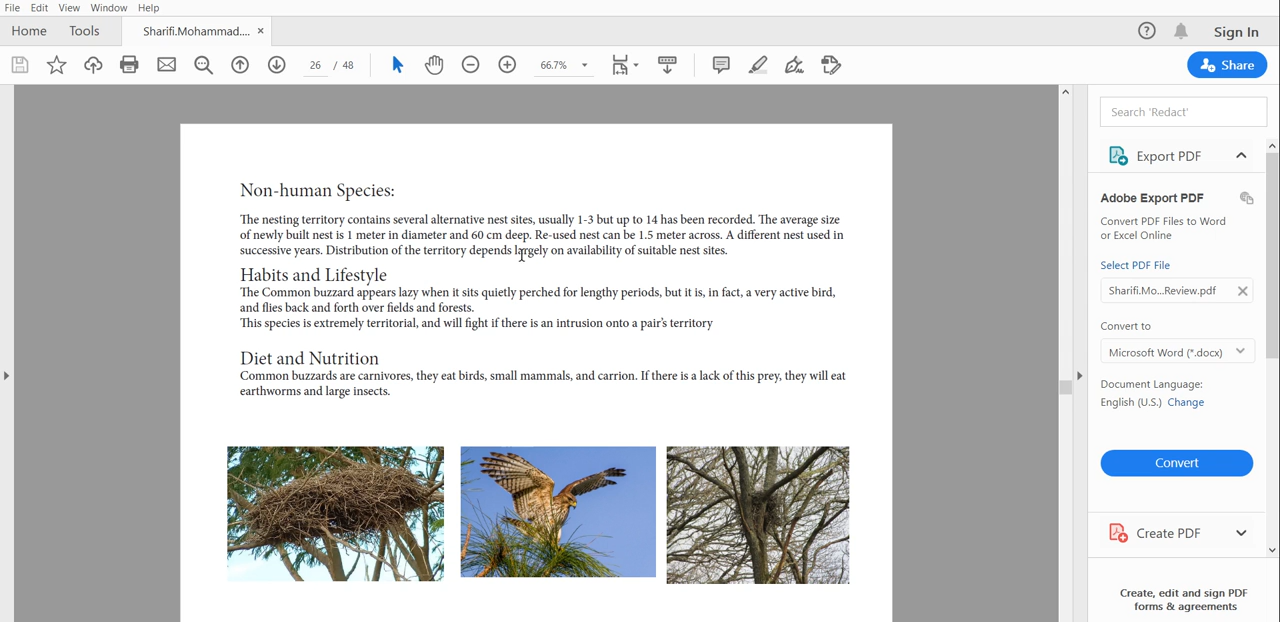 File Edit View Window Help
Home Tools Sharifi.Mohammad.... × Sign In
26 / 48 66.7% Share
Search 'Redact'
Export PDF
Adobe Export PDF
Convert PDF Files to Word
or Excel Online
Select PDF File
Sharifi.Mo...Review.pdf
Convert to
Microsoft Word (*.docx)
Document Language:
English (U.S.) Change
Convert
Create PDF
Create, edit and sign PDF
forms & agreements
Non-human Species:
The nesting territory contains several alternative nest sites, usually 1-3 but up to 14 has been recorded. The average size
of newly built nest is 1 meter in diameter and 60 cm deep. Re-used nest can be 1.5 meter across. A different nest used in
successive years. Distribution of the territory depends largely on availability of suitable nest sites.
Habits and Lifestyle
The Common buzzard appears lazy when it sits quietly perched for lengthy periods, but it is, in fact, a very active bird,
and flies back and forth over fields and forests.
This species is extremely territorial, and will fight if there is an intrusion onto a pair's territory
Diet and Nutrition
Common buzzards are carnivores, they eat birds, small mammals, and carrion. If there is a lack of this prey, they will eat
earthworms and large insects.